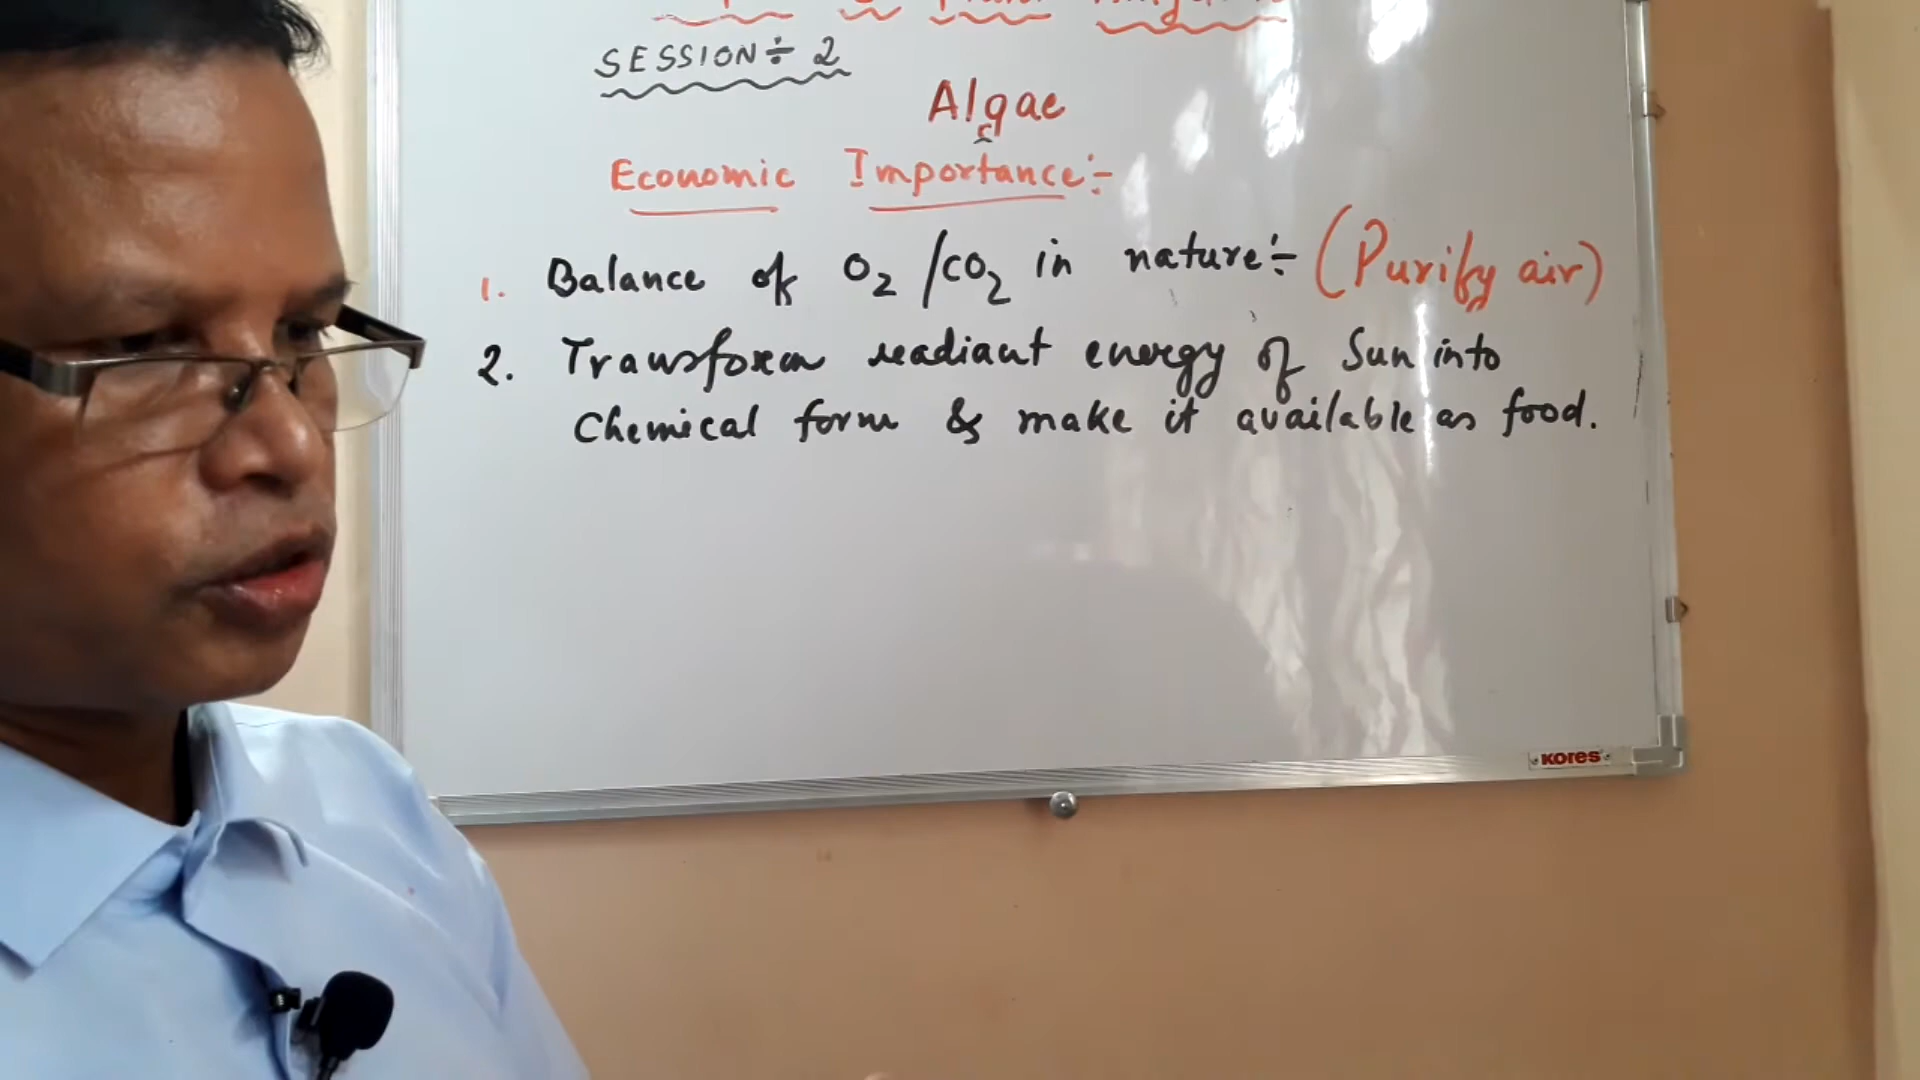 SESSION÷ 2
Algae
Economic Importance:-
1. Balance of O₂ /CO₂ in nature:- (Purify air)
2. Transform readiant energy of Sun into
Chemical form & make it available as food.
KORES